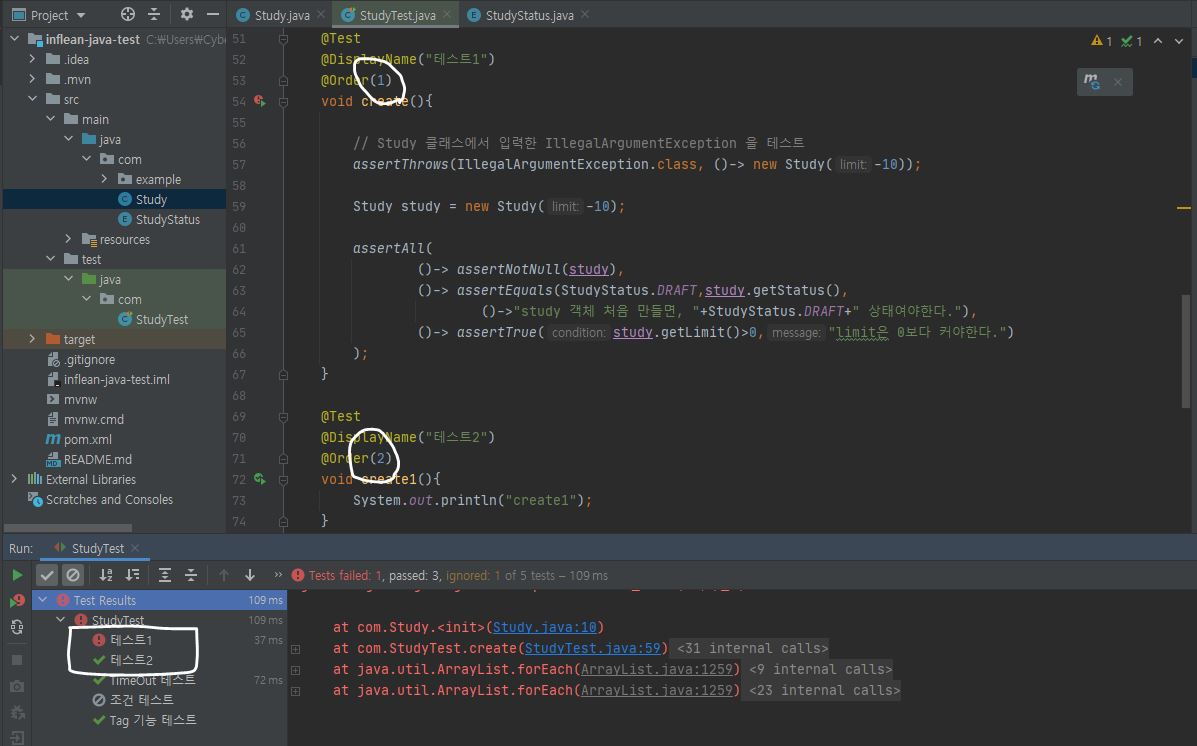 Project
Study.java
StudyTest.java
StudyStatus.java
inflean-java-test C:₩Users₩Cybe
.idea
.mvn
src
main
java
com
example
Study
StudyStatus
resources
test
java
com
StudyTest
target
.gitignore
inflean-java-test.iml
mvnw
mvnw.cmd
pom.xml
README.md
External Libraries
Scratches and Consoles
1 1
51 @Test
52 @DisplayName("테스트1")
53 @Order(1)
54 void create(){
55
56 // Study 클래스에서 입력한 IllegalArgumentException 을 테스트
57 assertThrows(IllegalArgumentException.class, ()-> new Study( limit: -10));
58
59 Study study = new Study( limit: -10);
60
61 assertAll(
62 ()-> assertNotNull(study),
63 ()-> assertEquals(StudyStatus.DRAFT,study.getStatus(),
64 ()->"study 객체 처음 만들면, "+StudyStatus.DRAFT+" 상태여야한다."),
65 ()-> assertTrue( condition: study.getLimit()>0, message: "limit은 0보다 커야한다.")
66 );
67 }
68
69 @Test
70 @DisplayName("테스트2")
71 @Order(2)
72 void create1(){
73 System.out.println("create1");
74 }
Run: StudyTest
Tests failed: 1, passed: 3, ignored: 1 of 5 tests – 109 ms
Test Results 109 ms
StudyTest 109 ms
테스트1 37 ms
테스트2
TimeOut 테스트 72 ms
조건 테스트
Tag 기능 테스트
at com.Study.<init>(Study.java:10)
at com.StudyTest.create(StudyTest.java:59) <31 internal calls>
at java.util.ArrayList.forEach(ArrayList.java:1259) <9 internal calls>
at java.util.ArrayList.forEach(ArrayList.java:1259) <23 internal calls>